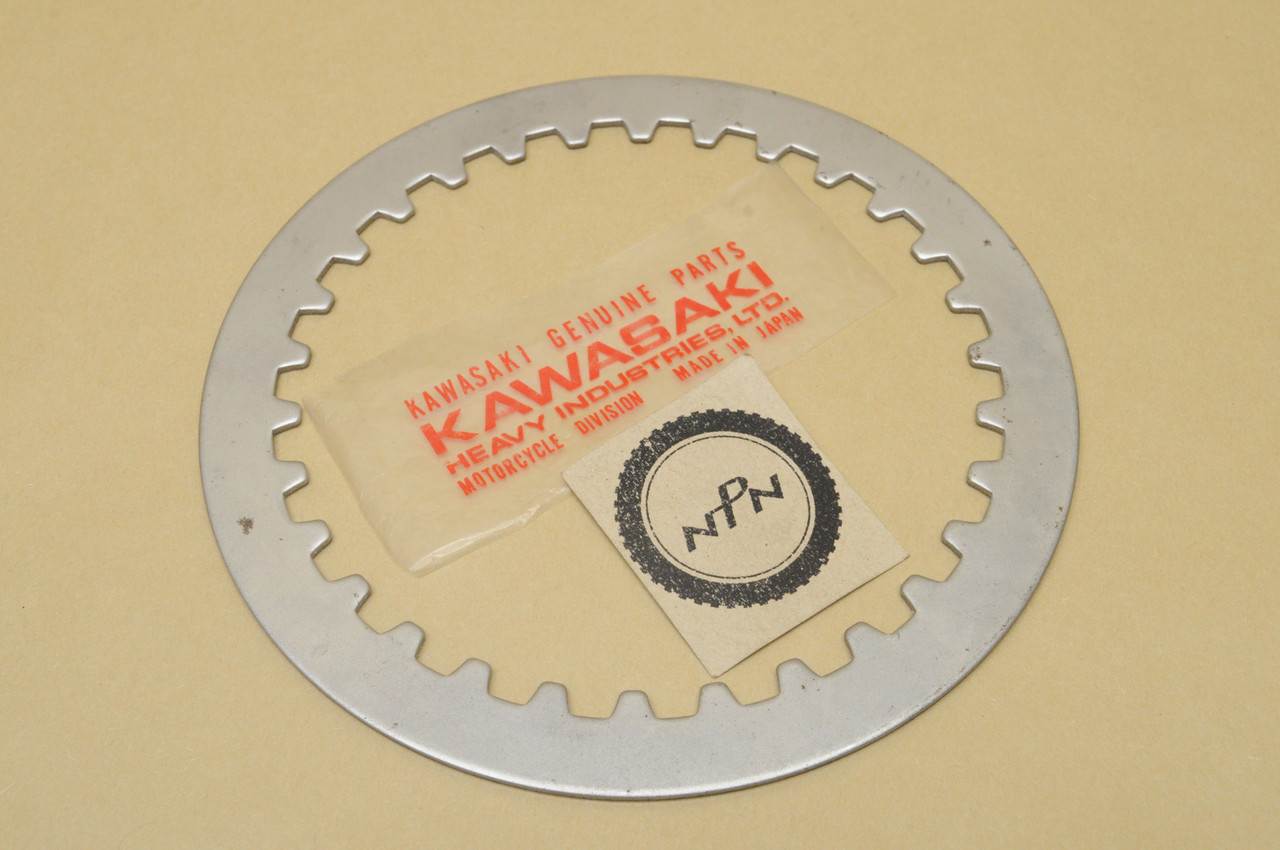 KAWASAKI GENUINE PARTS
KAWASAKI
HEAVY INDUSTRIES, LTD.
MOTORCYCLE DIVISION MADE IN JAPAN
NPN